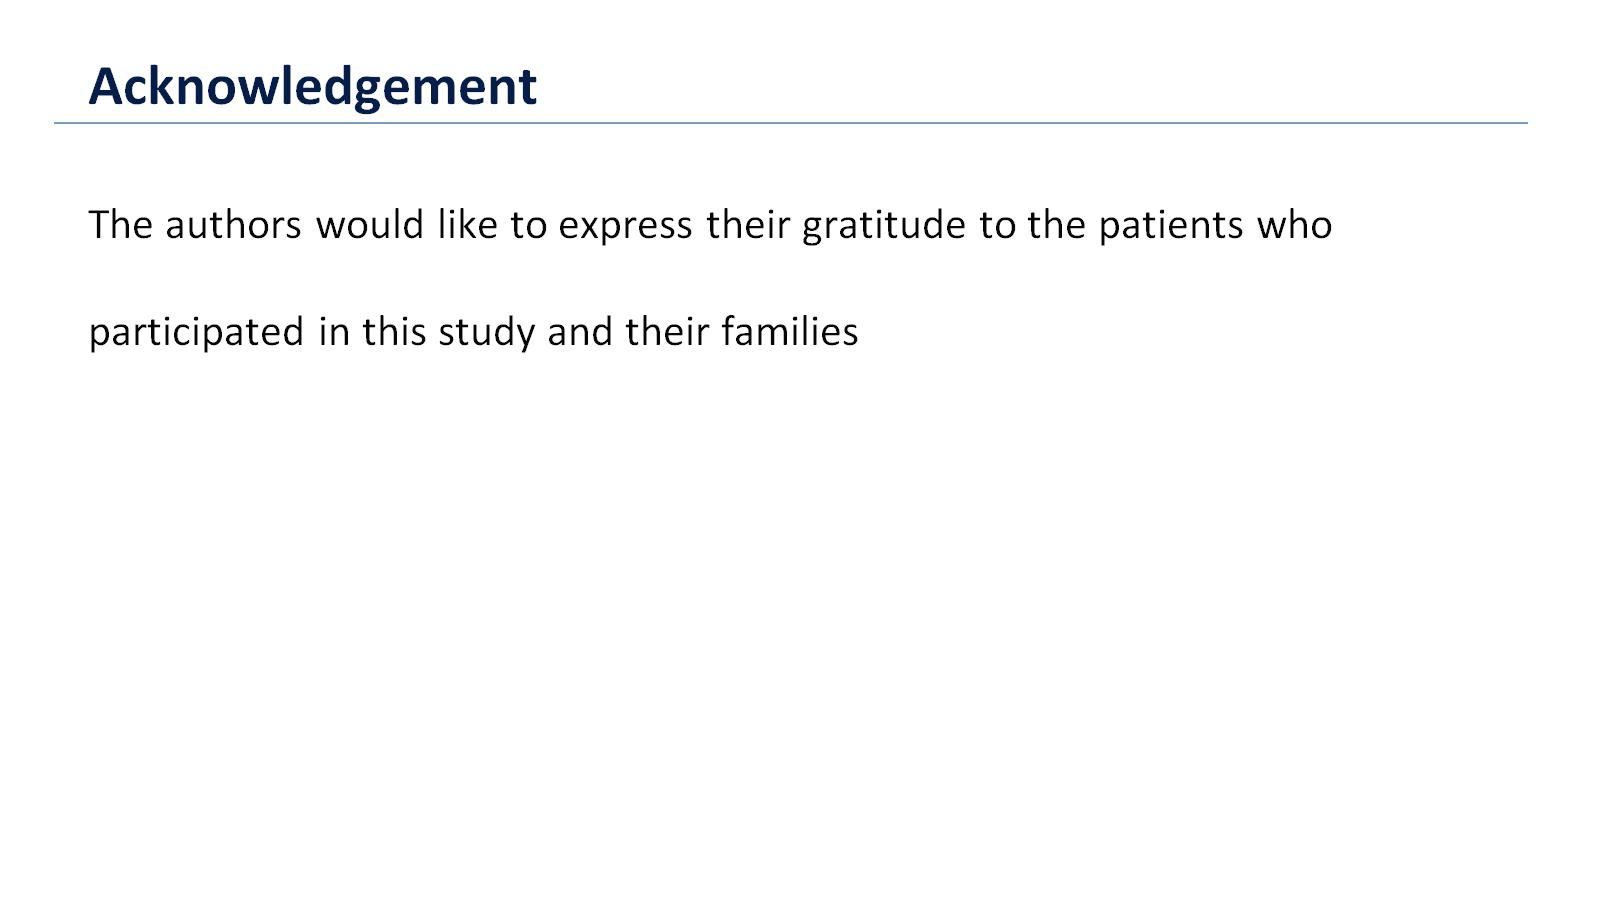 Acknowledgement
The authors would like to express their gratitude to the patients who
participated in this study and their families